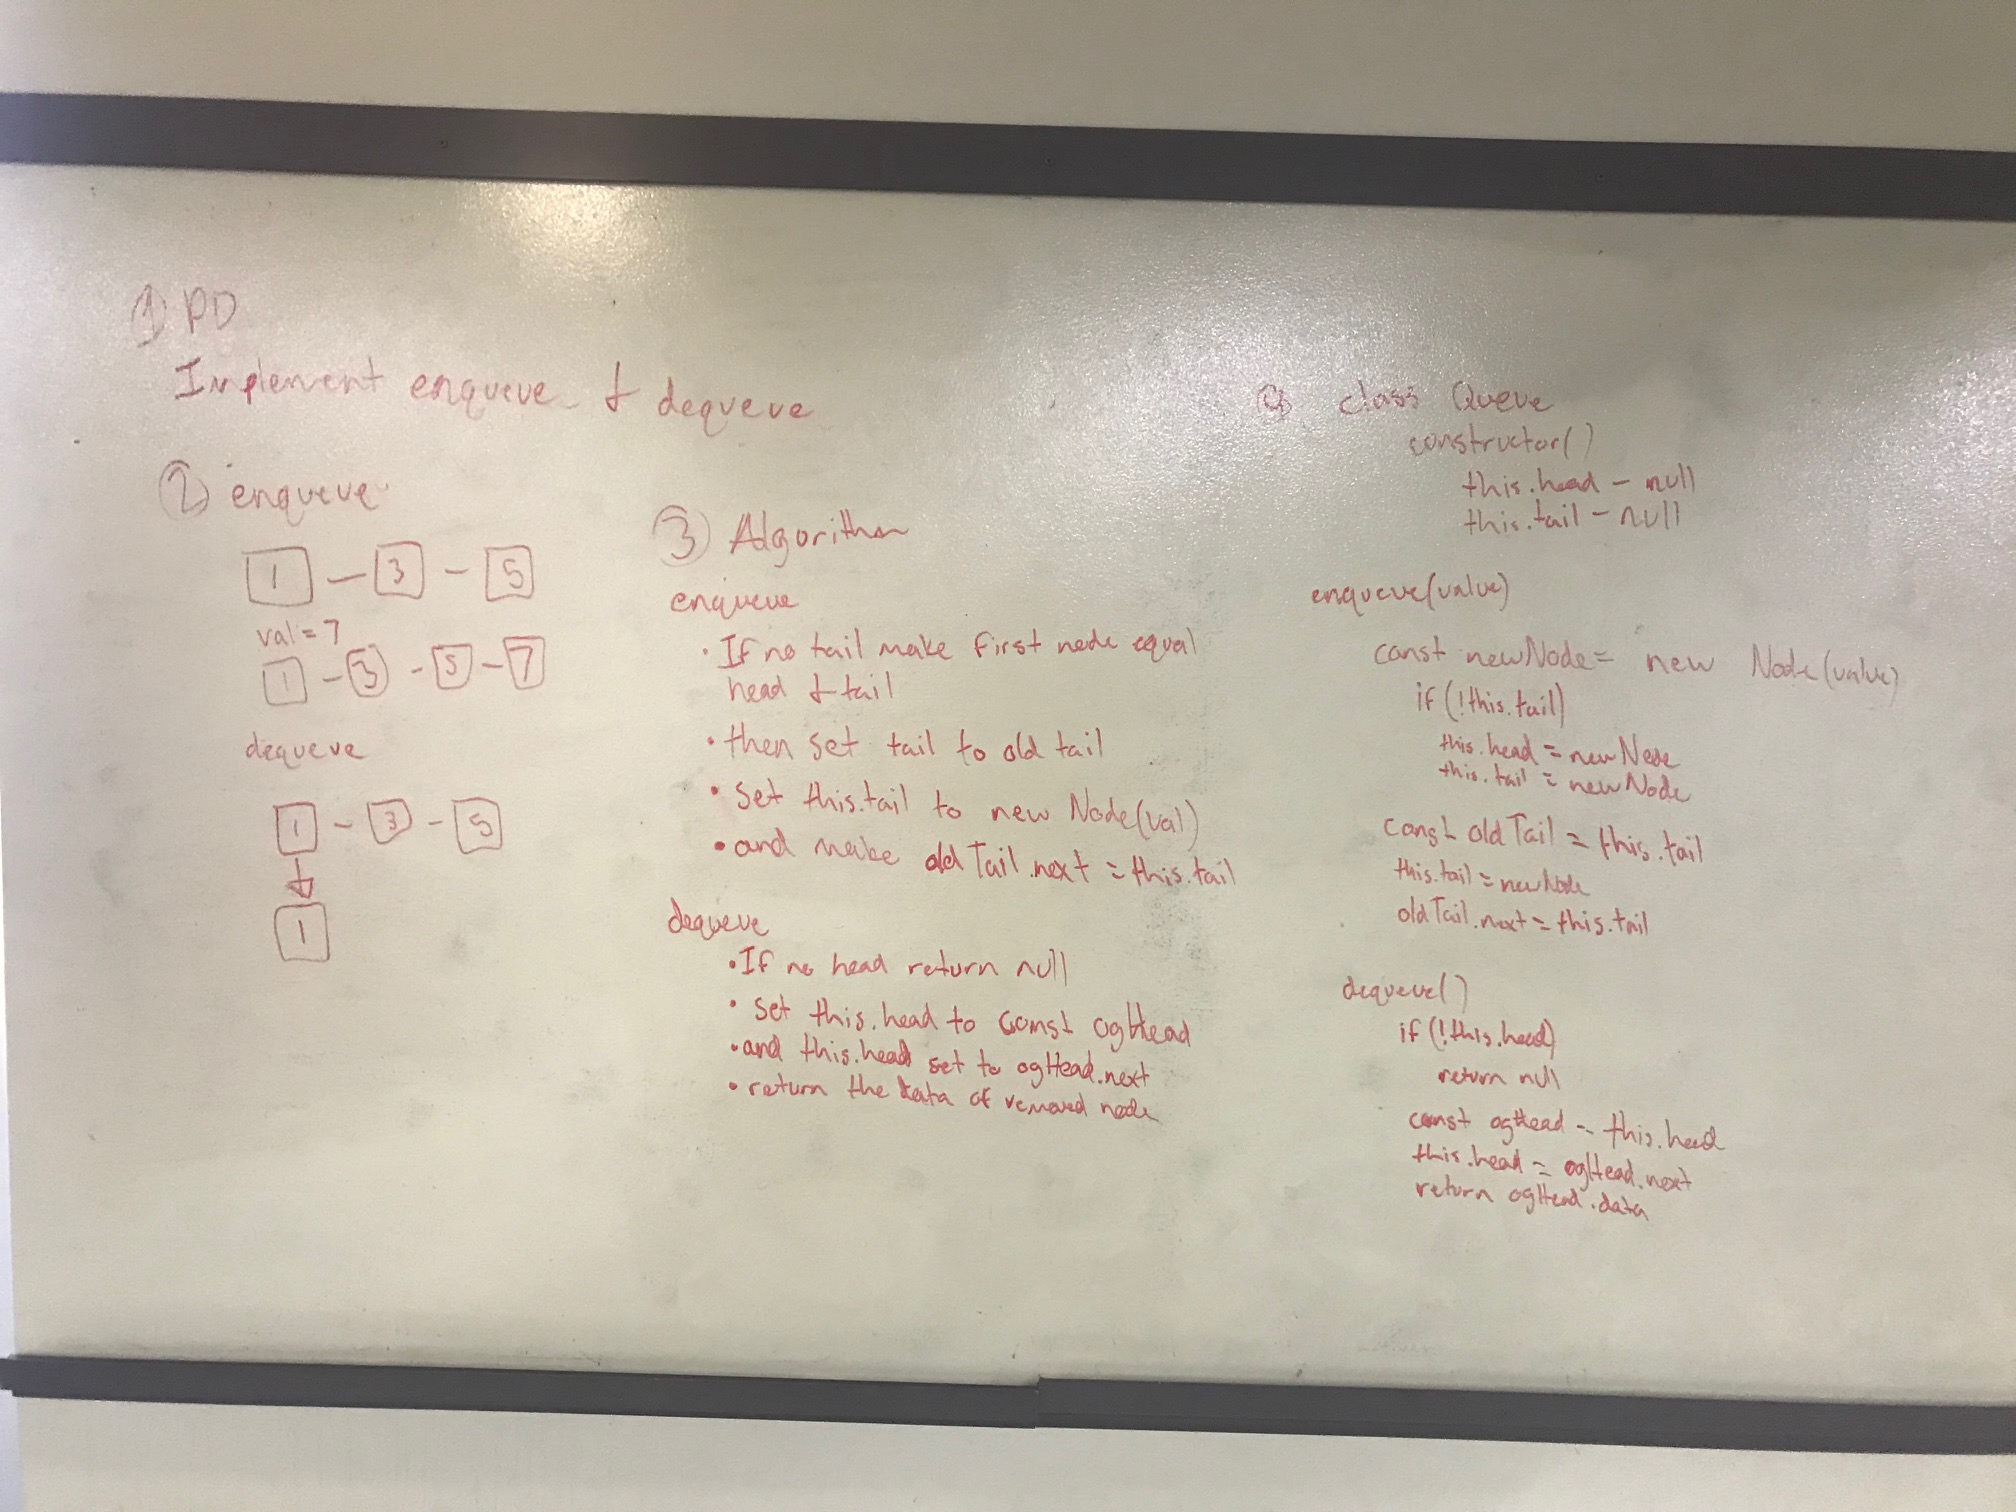 ① PD
Implement enqueue & dequeue
② enqueue
1 - 3 - 5
val = 7
1 - 3 - 5 - 7
dequeue
1 - 3 - 5
1
③ Algorithm
enqueue
• If no tail make first node equal
head & tail
• then set tail to old tail
• set this.tail to new Node(val)
• and make oldTail.next = this.tail
dequeue
• If no head return null
• set this.head to const ogHead
• and this.head set to ogHead.next
• return the data of removed node
class Queue
constructor()
this.head - null
this.tail - null
enqueue(value)
const newNode = new Node(value)
if (!this.tail)
this.head = newNode
this.tail = newNode
const oldTail = this.tail
this.tail = newNode
oldTail.next = this.tail
dequeue()
if (!this.head)
return null
const ogHead = this.head
this.head = ogHead.next
return ogHead.data